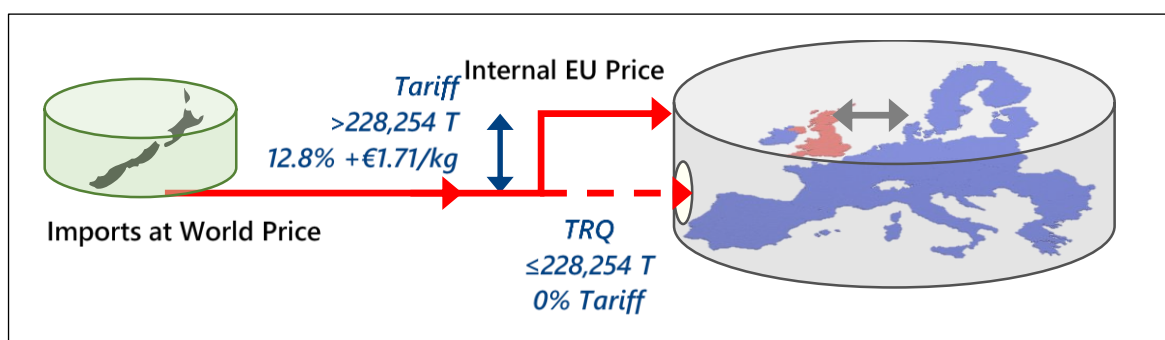 Internal EU Price
Tariff
>228,254 T
12.8% +€1.71/kg
Imports at World Price
TRQ
≤228,254 T
0% Tariff